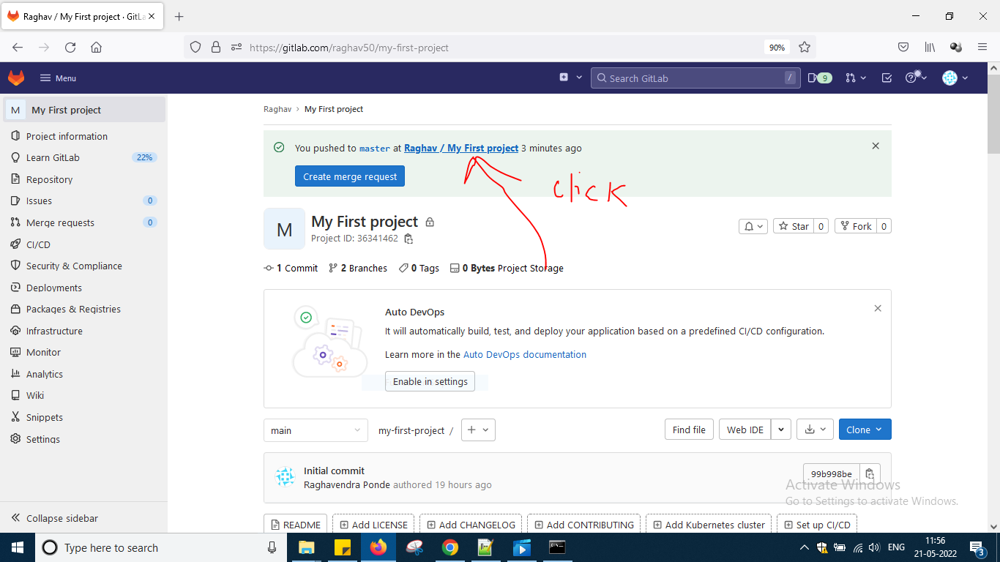 Raghav / My First project · GitLa
https://gitlab.com/raghav50/my-first-project
90%
Menu
Search GitLab
/
9
M
My First project
Project information
Learn GitLab
22%
Repository
Issues
0
Merge requests
0
CI/CD
Security & Compliance
Deployments
Packages & Registries
Infrastructure
Monitor
Analytics
Wiki
Snippets
Settings
Collapse sidebar
Raghav › My First project
You pushed to master at Raghav / My First project 3 minutes ago
Create merge request
click
M
My First project
Project ID: 36341462
Star
0
Fork
0
1 Commit
2 Branches
0 Tags
0 Bytes Project Storage
Auto DevOps
It will automatically build, test, and deploy your application based on a predefined CI/CD configuration.
Learn more in the Auto DevOps documentation
Enable in settings
main
my-first-project /
Find file
Web IDE
Clone
Initial commit
Raghavendra Ponde authored 19 hours ago
99b998be
Activate Windows
Go to Settings to activate Windows.
README
Add LICENSE
Add CHANGELOG
Add CONTRIBUTING
Add Kubernetes cluster
Set up CI/CD
Type here to search
ENG
11:56
21-05-2022
3